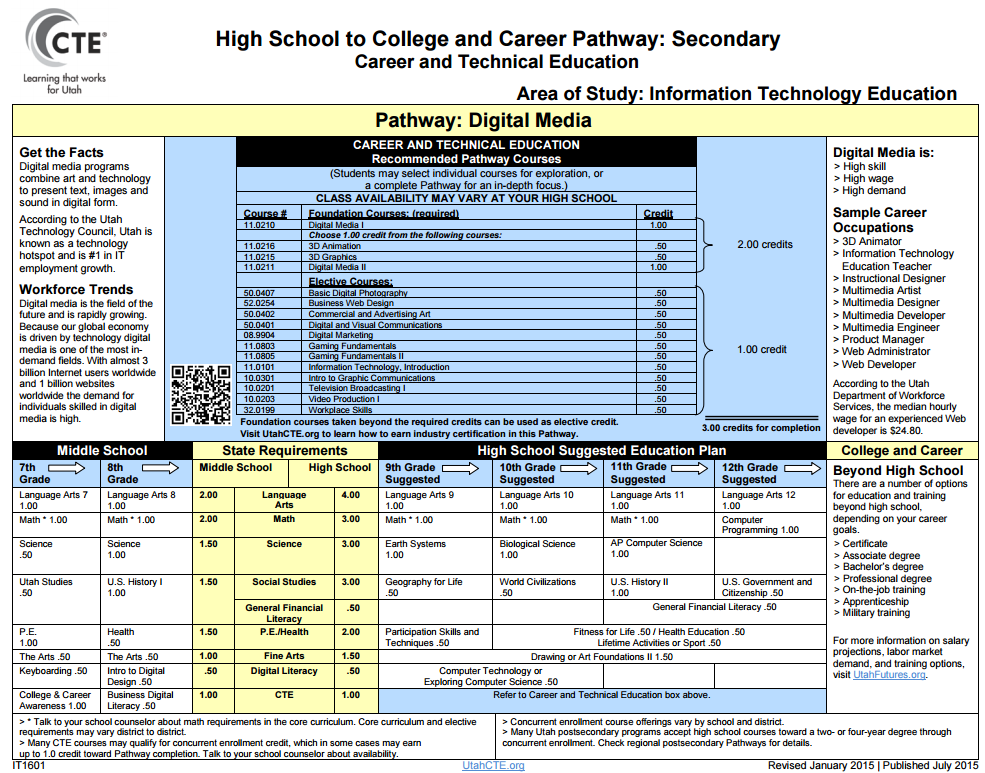 CTE®
Learning that works
for Utah
High School to College and Career Pathway: Secondary
Career and Technical Education
Area of Study: Information Technology Education
Pathway: Digital Media
Get the Facts
Digital media programs
combine art and technology
to present text, images and
sound in digital form.
According to the Utah
Technology Council, Utah is
known as a technology
hotspot and is #1 in IT
employment growth.
Workforce Trends
Digital media is the field of the
future and is rapidly growing.
Because our global economy
is driven by technology digital
media is one of the most in-
demand fields. With almost 3
billion Internet users worldwide
and 1 billion websites
worldwide the demand for
individuals skilled in digital
media is high.
CAREER AND TECHNICAL EDUCATION
Recommended Pathway Courses
(Students may select individual courses for exploration, or
a complete Pathway for an in-depth focus.)
CLASS AVAILABILITY MAY VARY AT YOUR HIGH SCHOOL
Course # Foundation Courses: (required) Credit
11.0210 Digital Media I 1.00
Choose 1.00 credit from the following courses:
11.0216 3D Animation .50
11.0215 3D Graphics .50
11.0211 Digital Media II 1.00
2.00 credits
Elective Courses:
50.0407 Basic Digital Photography .50
52.0254 Business Web Design .50
50.0402 Commercial and Advertising Art .50
50.0401 Digital and Visual Communications .50
08.9904 Digital Marketing .50
11.0803 Gaming Fundamentals .50
11.0805 Gaming Fundamentals II .50
11.0101 Information Technology, Introduction .50
10.0301 Intro to Graphic Communications .50
10.0201 Television Broadcasting I .50
10.0203 Video Production I .50
32.0199 Workplace Skills .50
1.00 credit
Foundation courses taken beyond the required credits can be used as elective credit.
Visit UtahCTE.org to learn how to earn industry certification in this Pathway.
3.00 credits for completion
Digital Media is:
> High skill
> High wage
> High demand
Sample Career
Occupations
> 3D Animator
> Information Technology
Education Teacher
> Instructional Designer
> Multimedia Artist
> Multimedia Designer
> Multimedia Developer
> Multimedia Engineer
> Product Manager
> Web Administrator
> Web Developer
According to the Utah
Department of Workforce
Services, the median hourly
wage for an experienced Web
developer is $24.80.
Middle School State Requirements High School Suggested Education Plan College and Career
7th Grade 8th Grade Middle School High School 9th Grade Suggested 10th Grade Suggested 11th Grade Suggested 12th Grade Suggested
Language Arts 7 1.00 Language Arts 8 1.00 2.00 Language Arts 4.00 Language Arts 9 1.00 Language Arts 10 1.00 Language Arts 11 1.00 Language Arts 12 1.00
Math * 1.00 Math * 1.00 2.00 Math 3.00 Math * 1.00 Math * 1.00 Math * 1.00 Computer Programming 1.00
Science .50 Science 1.00 1.50 Science 3.00 Earth Systems 1.00 Biological Science 1.00 AP Computer Science 1.00
Utah Studies .50 U.S. History I 1.00 1.50 Social Studies 3.00 Geography for Life .50 World Civilizations .50 U.S. History II 1.00 U.S. Government and Citizenship .50
General Financial Literacy .50 General Financial Literacy .50
P.E. 1.00 Health .50 1.50 P.E./Health 2.00 Participation Skills and Techniques .50 Fitness for Life .50 / Health Education .50
Lifetime Activities or Sport .50
The Arts .50 The Arts .50 1.00 Fine Arts 1.50 Drawing or Art Foundations II 1.50
Keyboarding .50 Intro to Digital Design .50 .50 Digital Literacy .50 Computer Technology or Exploring Computer Science .50
College & Career Awareness 1.00 Business Digital Literacy .50 1.00 CTE 1.00 Refer to Career and Technical Education box above.
Beyond High School
There are a number of options
for education and training
beyond high school,
depending on your career
goals.
> Certificate
> Associate degree
> Bachelor's degree
> Professional degree
> On-the-job training
> Apprenticeship
> Military training
For more information on salary
projections, labor market
demand, and training options,
visit UtahFutures.org.
> * Talk to your school counselor about math requirements in the core curriculum. Core curriculum and elective
requirements may vary district to district.
> Many CTE courses may qualify for concurrent enrollment credit, which in some cases may earn
up to 1.0 credit toward Pathway completion. Talk to your school counselor about availability.
> Concurrent enrollment course offerings vary by school and district.
> Many Utah postsecondary programs accept high school courses toward a two- or four-year degree through
concurrent enrollment. Check regional postsecondary Pathways for details.
IT1601 UtahCTE.org Revised January 2015 | Published July 2015